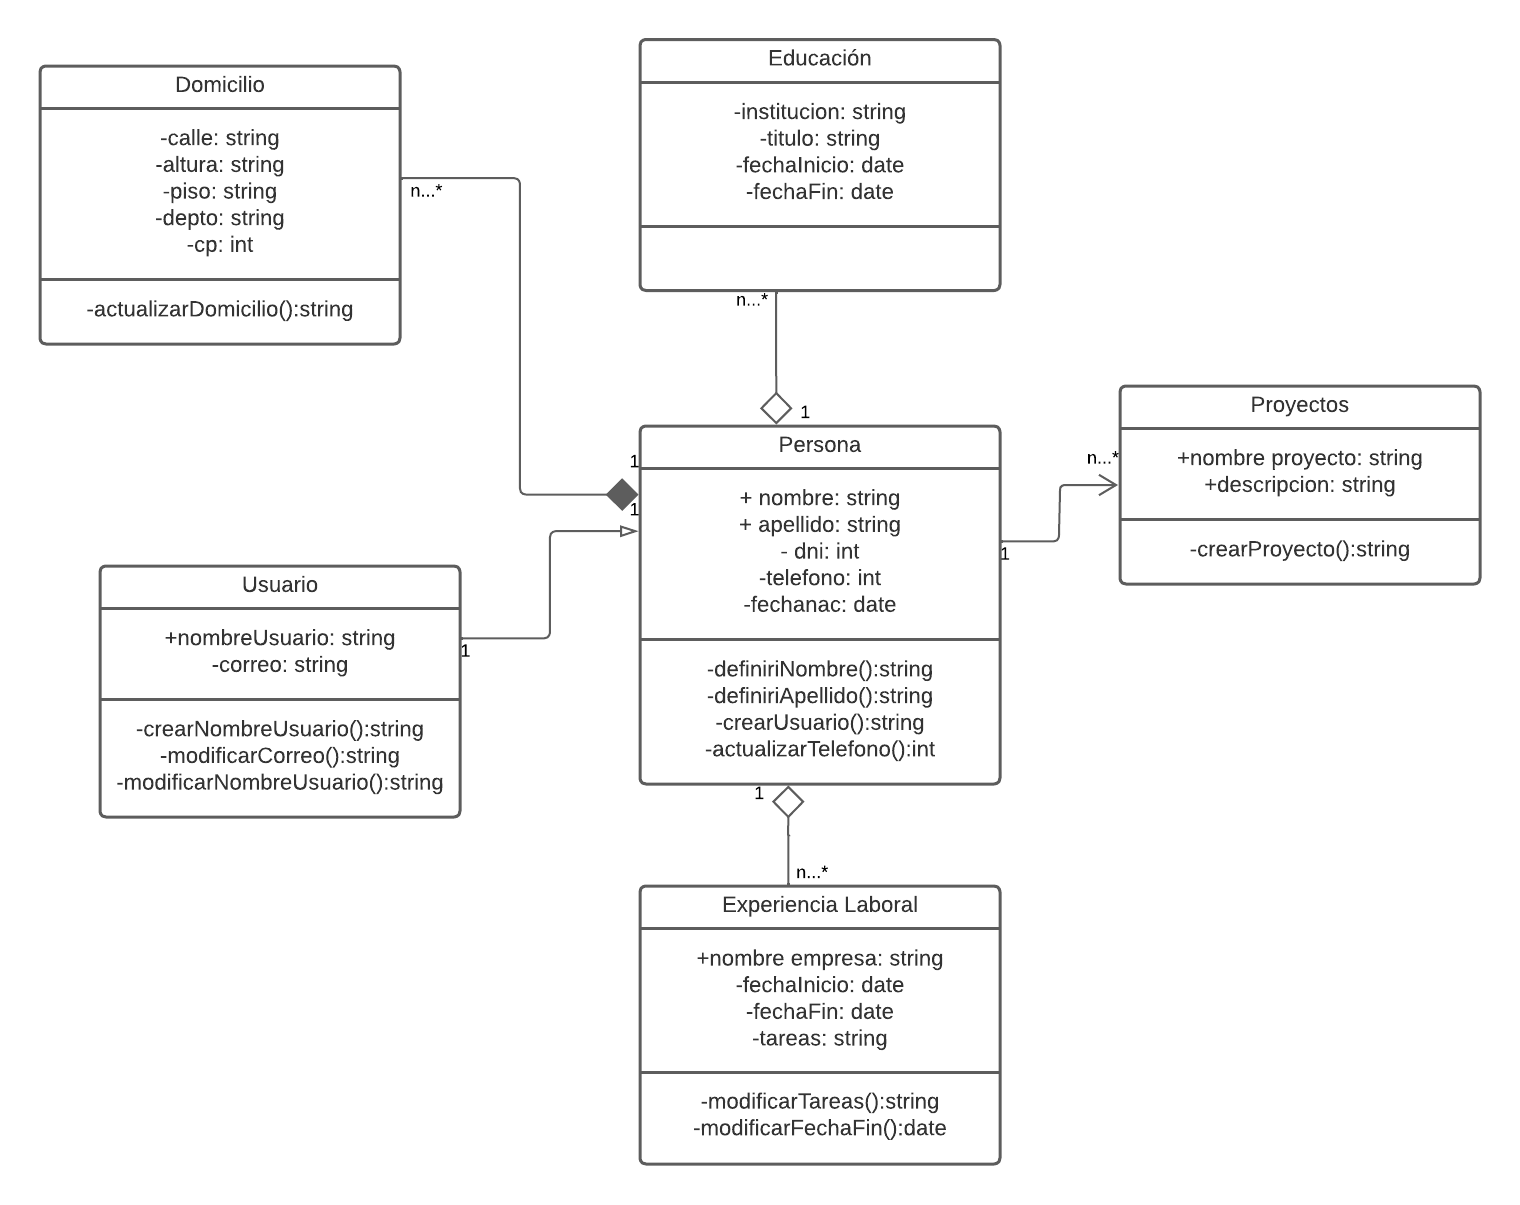 Domicilio
-calle: string
-altura: string
-piso: string
-depto: string
-cp: int
-actualizarDomicilio():string
n...*
Educación
-institucion: string
-titulo: string
-fechaInicio: date
-fechaFin: date
n...*
1
Persona
+ nombre: string
+ apellido: string
- dni: int
-telefono: int
-fechanac: date
-definiriNombre():string
-definiriApellido():string
-crearUsuario():string
-actualizarTelefono():int
1
1
1
Proyectos
+nombre proyecto: string
+descripcion: string
-crearProyecto():string
n...*
Usuario
+nombreUsuario: string
-correo: string
-crearNombreUsuario():string
-modificarCorreo():string
-modificarNombreUsuario():string
1
1
n...*
Experiencia Laboral
+nombre empresa: string
-fechaInicio: date
-fechaFin: date
-tareas: string
-modificarTareas():string
-modificarFechaFin():date